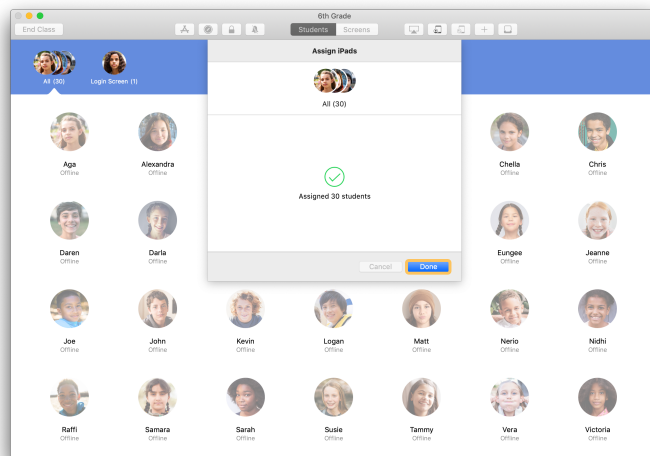 6th Grade
End Class
Students
Screens
Assign iPads
All (30)
Login Screen (1)
All (30)
Assigned 30 students
Cancel
Done
Aga
Offline
Alexandra
Offline
Chella
Offline
Chris
Offline
Daren
Offline
Darla
Offline
Eungee
Offline
Jeanne
Offline
Joe
Offline
John
Offline
Kevin
Offline
Logan
Offline
Matt
Offline
Nerio
Offline
Nidhi
Offline
Raffi
Offline
Samara
Offline
Sarah
Offline
Susie
Offline
Tammy
Offline
Vera
Offline
Victoria
Offline